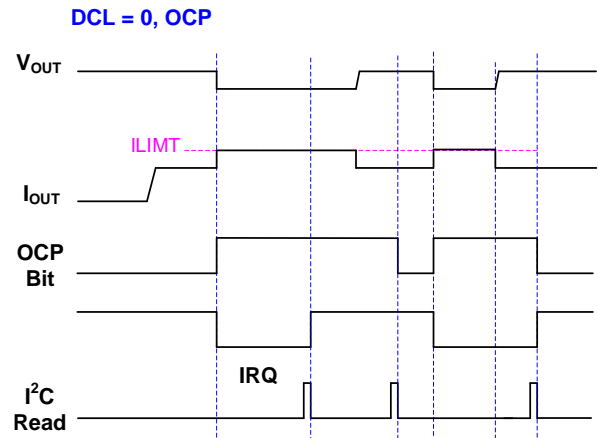 DCL = 0, OCP
VOUT
ILIMT
IOUT
OCP
Bit
IRQ
I²C
Read